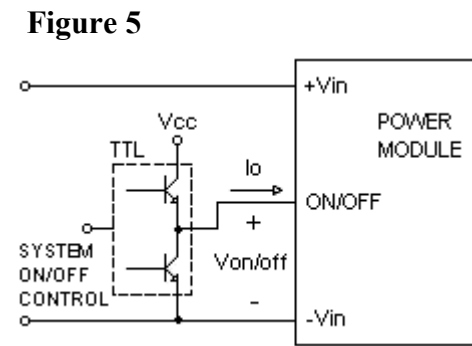 Figure 5
+Vin
Vcc
POWER
MODULE
TTL
Io
ON/OFF
+
SYSTEM
ON/OFF
CONTROL
Von/off
-
-Vin